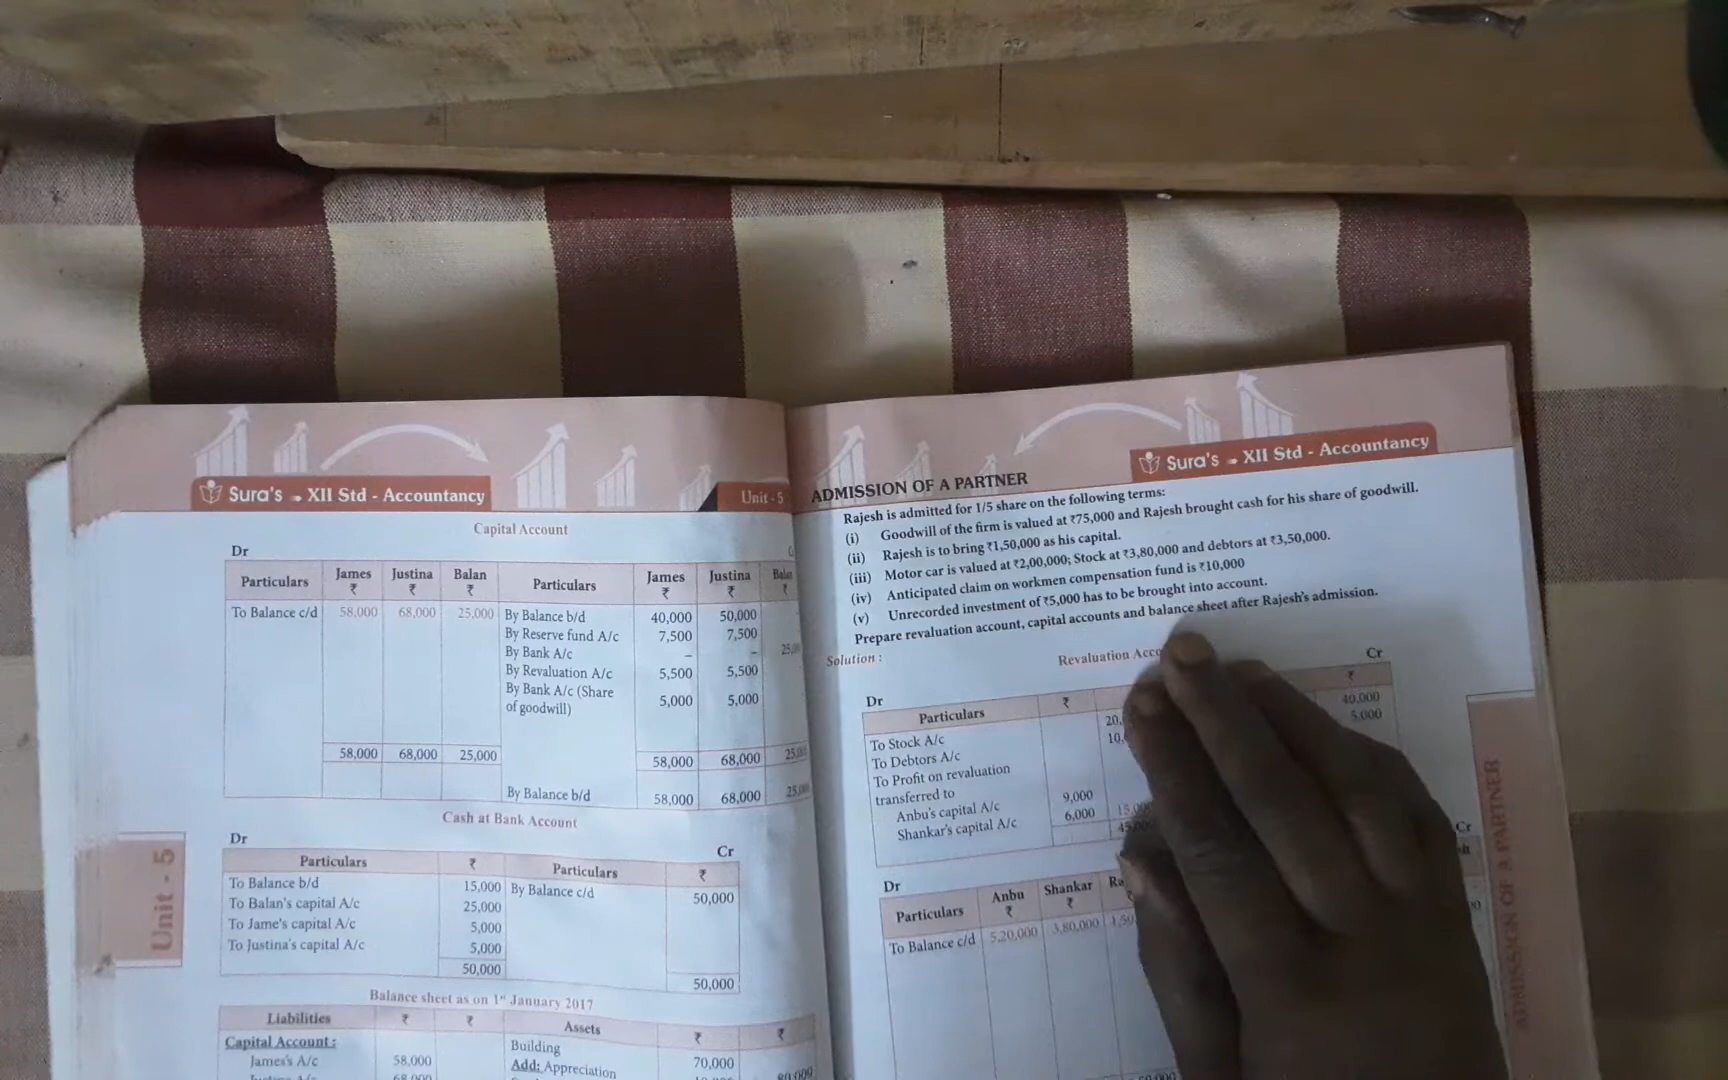 Sura's XII Std - Accountancy
Unit - 5
Capital Account
Dr
Particulars James ₹ Justina ₹ Balan ₹ Particulars James ₹ Justina ₹ Balan ₹
To Balance c/d 58,000 68,000 25,000 By Balance b/d 40,000 50,000
By Reserve fund A/c 7,500 7,500
By Bank A/c - -
By Revaluation A/c 5,500 5,500
By Bank A/c (Share of goodwill) 5,000 5,000
58,000 68,000 25,000 58,000 68,000
By Balance b/d 58,000 68,000
Cash at Bank Account
Dr Cr
Particulars ₹ Particulars ₹
To Balance b/d 15,000 By Balance c/d 50,000
To Balan's capital A/c 25,000
To Jame's capital A/c 5,000
To Justina's capital A/c 5,000
50,000 50,000
Balance sheet as on 1st January 2017
Liabilities ₹ ₹ Assets ₹ ₹
Capital Account : Building 70,000
James's A/c 58,000 Add: Appreciation
Unit - 5
ADMISSION OF A PARTNER
Sura's XII Std - Accountancy
Rajesh is admitted for 1/5 share on the following terms:
(i) Goodwill of the firm is valued at ₹75,000 and Rajesh brought cash for his share of goodwill.
(ii) Rajesh is to bring ₹1,50,000 as his capital.
(iii) Motor car is valued at ₹2,00,000; Stock at ₹3,80,000 and debtors at ₹3,50,000.
(iv) Anticipated claim on workmen compensation fund is ₹10,000
(v) Unrecorded investment of ₹5,000 has to be brought into account.
Prepare revaluation account, capital accounts and balance sheet after Rajesh's admission.
Solution :
Revaluation
Dr Cr
Particulars ₹ ₹
To Stock A/c 40,000
To Debtors A/c 5,000
To Profit on revaluation
transferred to
Anbu's capital A/c 9,000
Shankar's capital A/c 6,000
Dr Cr
Particulars Anbu ₹ Shankar ₹
To Balance c/d 5,20,000 3,80,000
ADMISSION OF A PARTNER